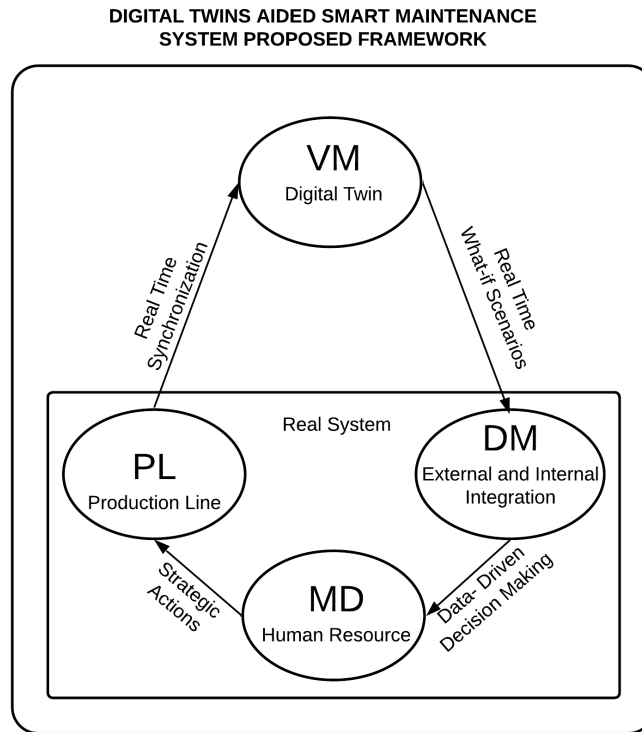 DIGITAL TWINS AIDED SMART MAINTENANCE
SYSTEM PROPOSED FRAMEWORK
VM
Digital Twin
Real Time
Synchronization
Real Time
What-if Scenarios
Real System
PL
Production Line
DM
External and Internal
Integration
Strategic
Actions
MD
Human Resource
Data- Driven
Decision Making